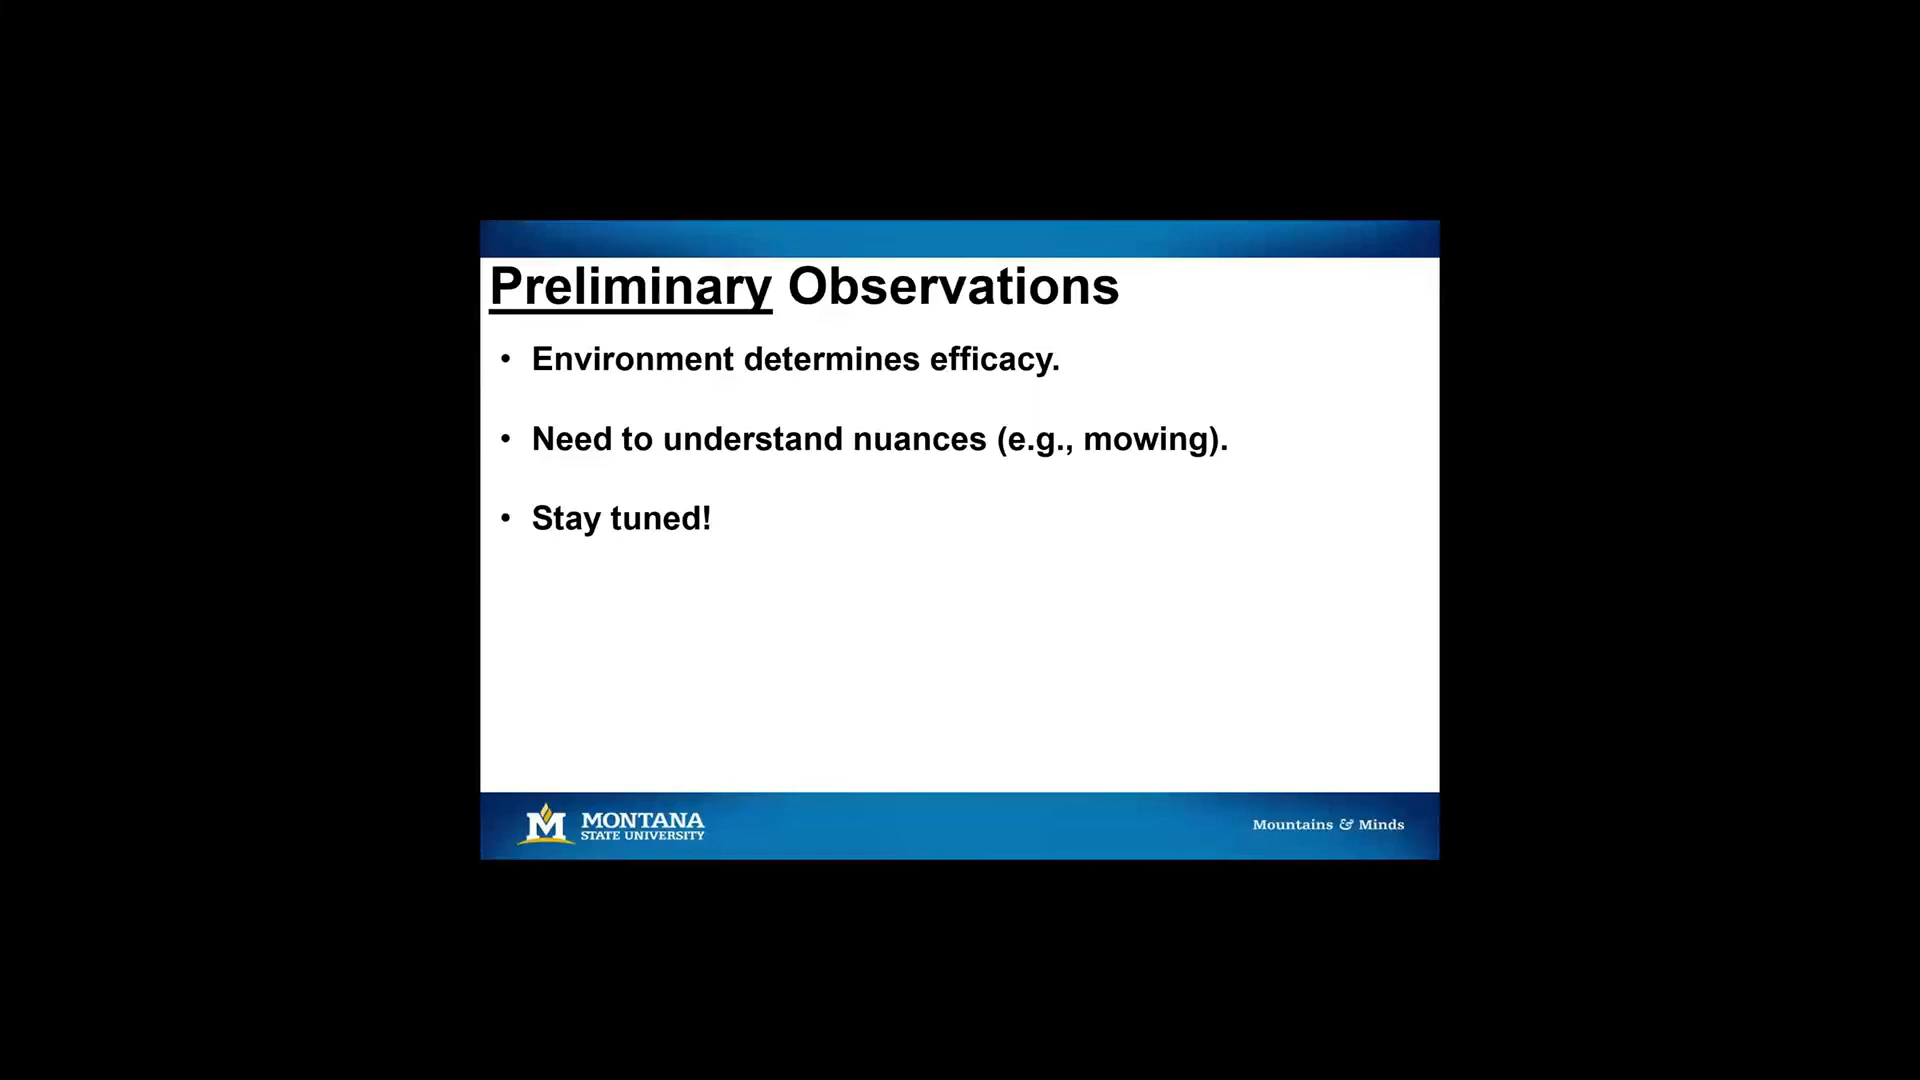 Preliminary Observations
• Environment determines efficacy.
• Need to understand nuances (e.g., mowing).
• Stay tuned!
M MONTANA
STATE UNIVERSITY
Mountains & Minds